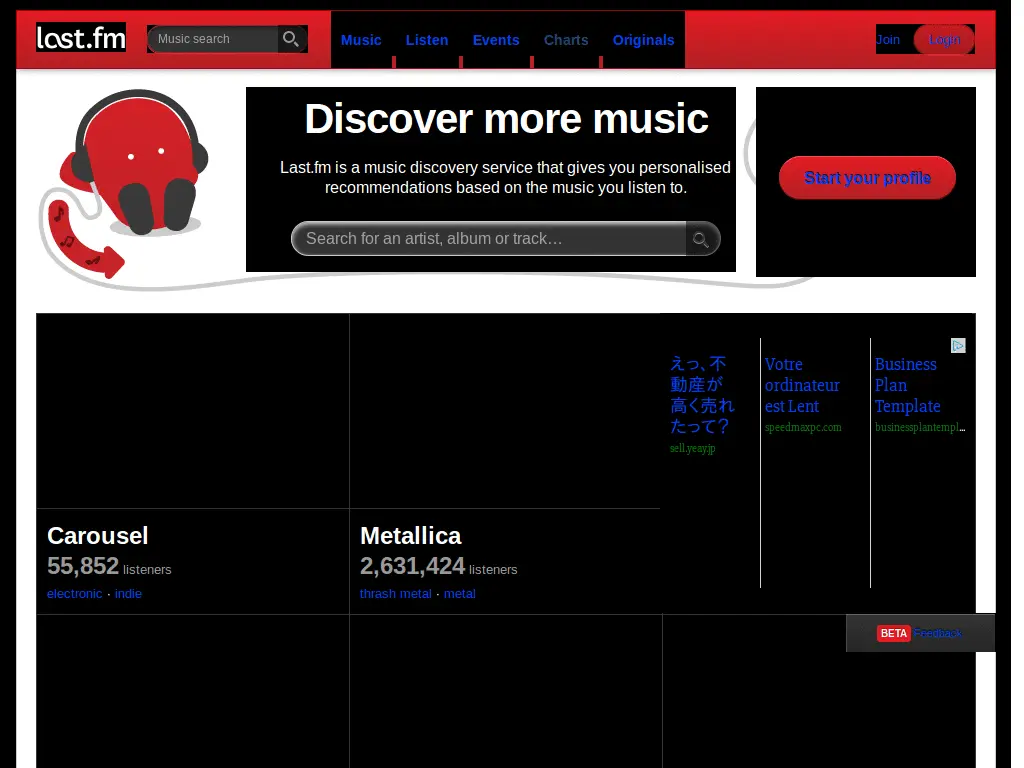 last.fm
Music search
Music Listen Events Charts Originals
Join Login
Discover more music
Last.fm is a music discovery service that gives you personalised
recommendations based on the music you listen to.
Search for an artist, album or track…
Start your profile
えっ、不
動産が
高く売れ
たって？
sell.yeay.jp
Votre
ordinateur
est Lent
speedmaxpc.com
Business
Plan
Template
businessplantempl...
Carousel
55,852 listeners
electronic · indie
Metallica
2,631,424 listeners
thrash metal · metal
BETA Feedback